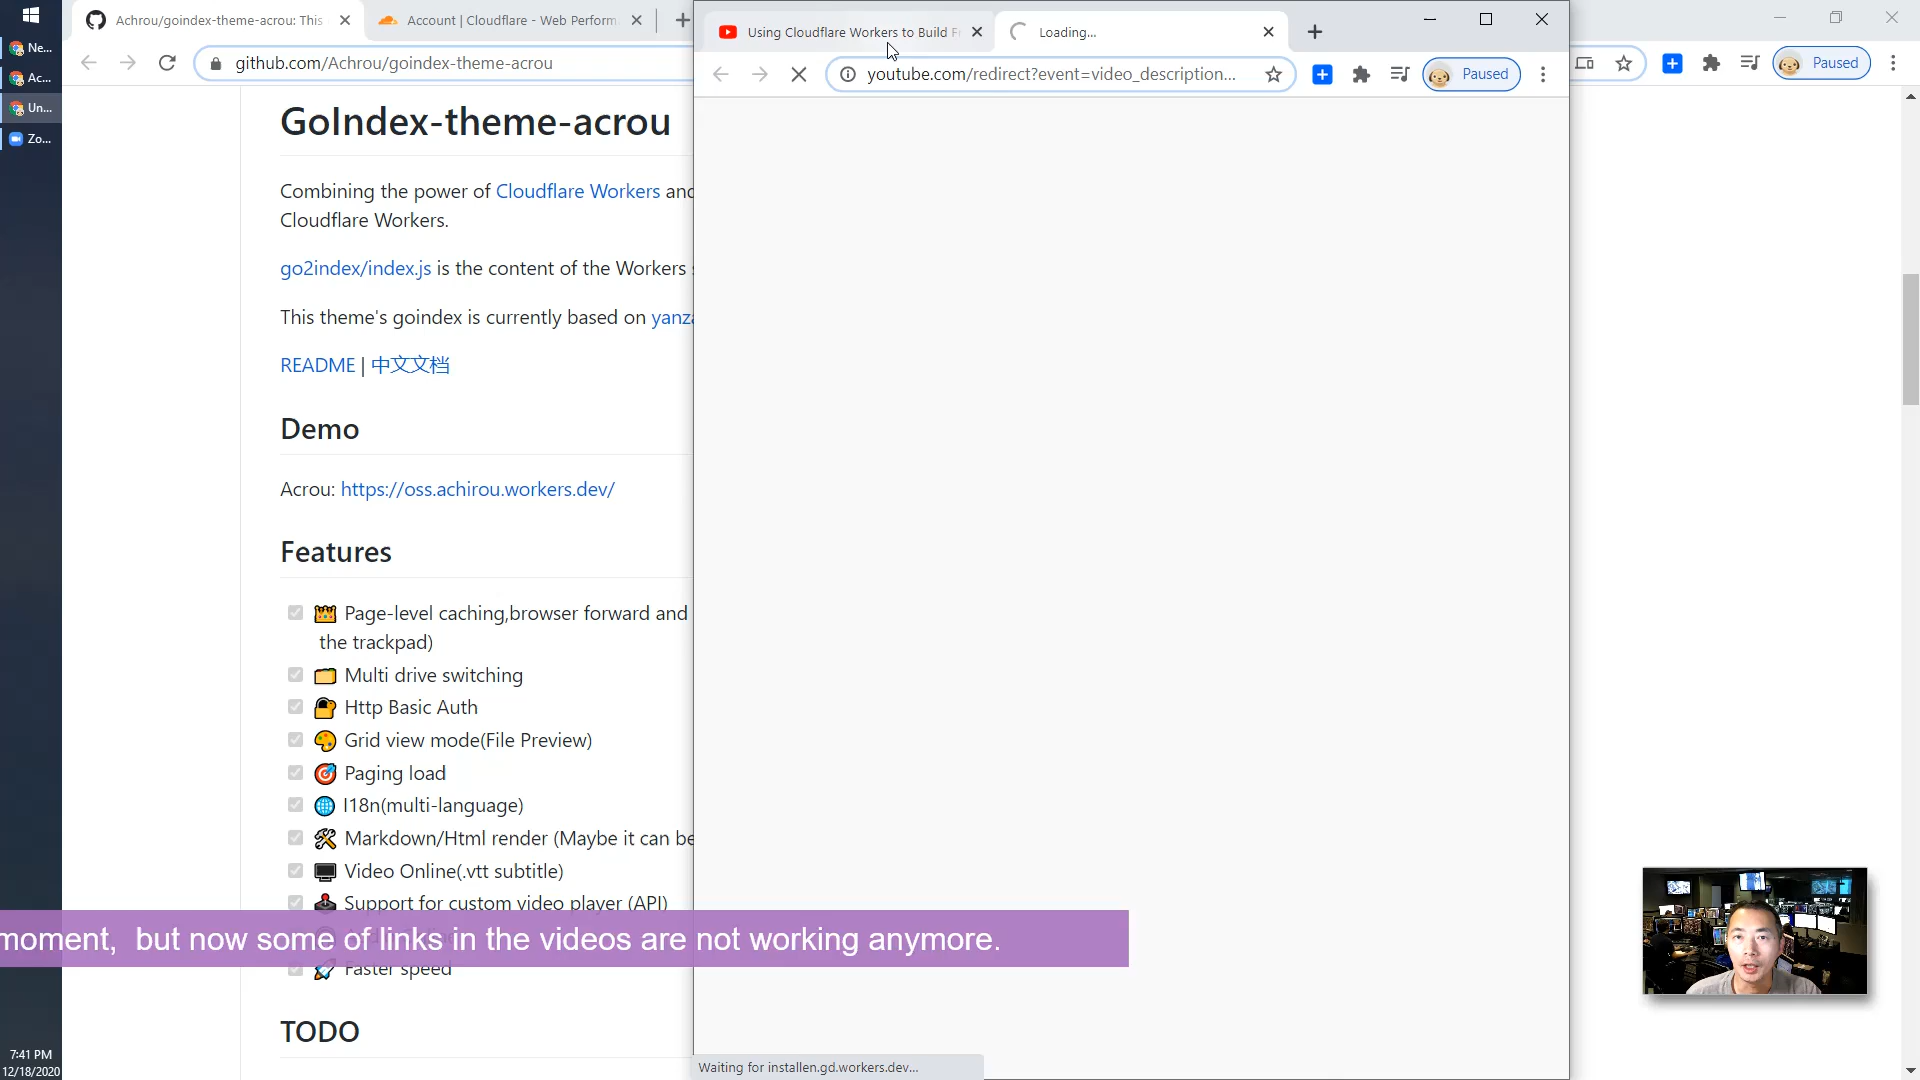 Achrou/goindex-theme-acrou: This
Account | Cloudflare - Web Perform
Using Cloudflare Workers to Build Fr
Loading...
Ne...
Ac...
Un...
Zo...
github.com/Achrou/goindex-theme-acrou
youtube.com/redirect?event=video_description...
Paused
Paused
GoIndex-theme-acrou
Combining the power of Cloudflare Workers and
Cloudflare Workers.
go2index/index.js is the content of the Workers
This theme's goindex is currently based on yanza
README | 中文文档
Demo
Acrou: https://oss.achirou.workers.dev/
Features
Page-level caching,browser forward and
the trackpad)
Multi drive switching
Http Basic Auth
Grid view mode(File Preview)
Paging load
I18n(multi-language)
Markdown/Html render (Maybe it can be
Video Online(.vtt subtitle)
Support for custom video player (API)
moment, but now some of links in the videos are not working anymore.
Faster speed
TODO
7:41 PM
12/18/2020
Waiting for installen.gd.workers.dev...